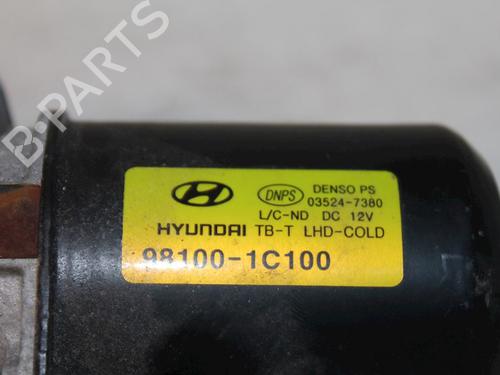 B-PARTS
DNPS
DENSO PS
03524-7380
L/C-ND DC 12V
HYUNDAI TB-T LHD-COLD
98100-1C100